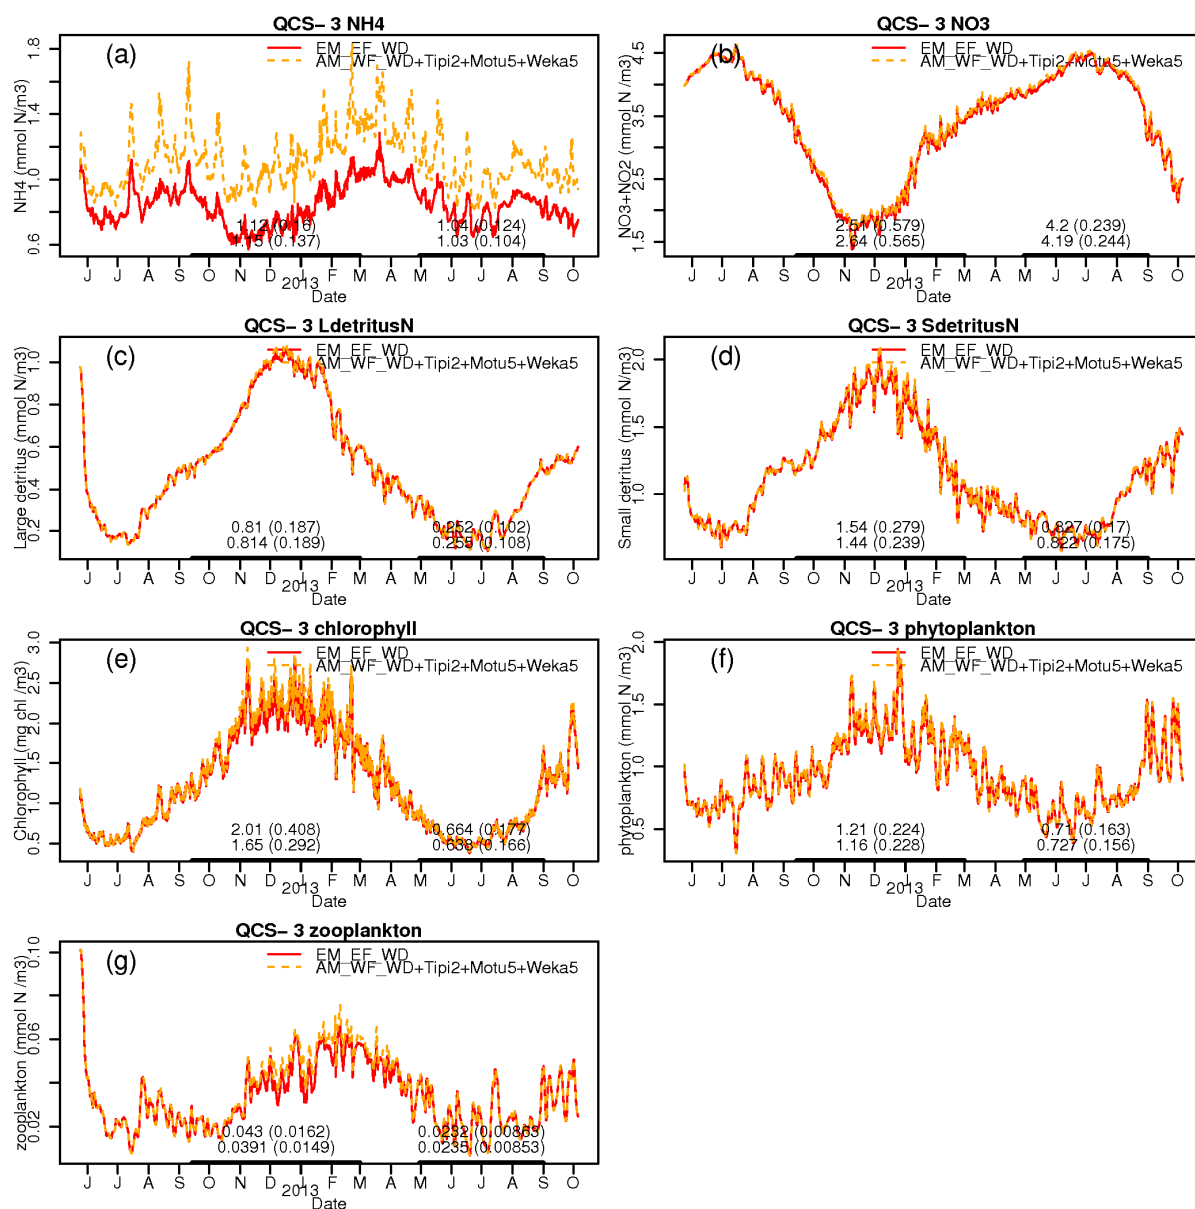 QCS− 3 NH4
(a)
EM_EF_WD
AM_WF_WD+Tipi2+Motu5+Weka5
NH4 (mmol N/m3)
0.6 1.0 1.4 1.8
1.12 (0.16) 1.04 (0.124)
1.15 (0.137) 1.03 (0.104)
J J A S O N D J F M A M J J A S O
2013
Date
QCS− 3 NO3
(b)
EM_EF_WD
AM_WF_WD+Tipi2+Motu5+Weka5
NO3+NO2 (mmol N /m3)
1.5 2.5 3.5 4.5
2.51 (0.579) 4.2 (0.239)
2.64 (0.565) 4.19 (0.244)
J J A S O N D J F M A M J J A S O
2013
Date
QCS− 3 LdetritusN
(c)
EM_EF_WD
AM_WF_WD+Tipi2+Motu5+Weka5
Large detritus (mmol N/m3)
0.2 0.4 0.6 0.8 1.0
0.81 (0.187) 0.252 (0.102)
0.814 (0.189) 0.255 (0.108)
J J A S O N D J F M A M J J A S O
2013
Date
QCS− 3 SdetritusN
(d)
EM_EF_WD
AM_WF_WD+Tipi2+Motu5+Weka5
Small detritus (mmol N/m3)
1.0 1.5 2.0
1.54 (0.279) 0.827 (0.17)
1.44 (0.239) 0.822 (0.175)
J J A S O N D J F M A M J J A S O
2013
Date
QCS− 3 chlorophyll
(e)
EM_EF_WD
AM_WF_WD+Tipi2+Motu5+Weka5
Chlorophyll (mg chl /m3)
0.5 1.0 1.5 2.0 2.5 3.0
2.01 (0.408) 0.664 (0.177)
1.65 (0.292) 0.638 (0.166)
J J A S O N D J F M A M J J A S O
2013
Date
QCS− 3 phytoplankton
(f)
EM_EF_WD
AM_WF_WD+Tipi2+Motu5+Weka5
phytoplankton (mmol N /m3)
0.5 1.0 1.5 2.0
1.21 (0.224) 0.71 (0.163)
1.16 (0.228) 0.727 (0.156)
J J A S O N D J F M A M J J A S O
2013
Date
QCS− 3 zooplankton
(g)
EM_EF_WD
AM_WF_WD+Tipi2+Motu5+Weka5
zooplankton (mmol N /m3)
0.02 0.06 0.10
0.043 (0.0162) 0.0232 (0.00863)
0.0391 (0.0149) 0.0235 (0.00853)
J J A S O N D J F M A M J J A S O
2013
Date